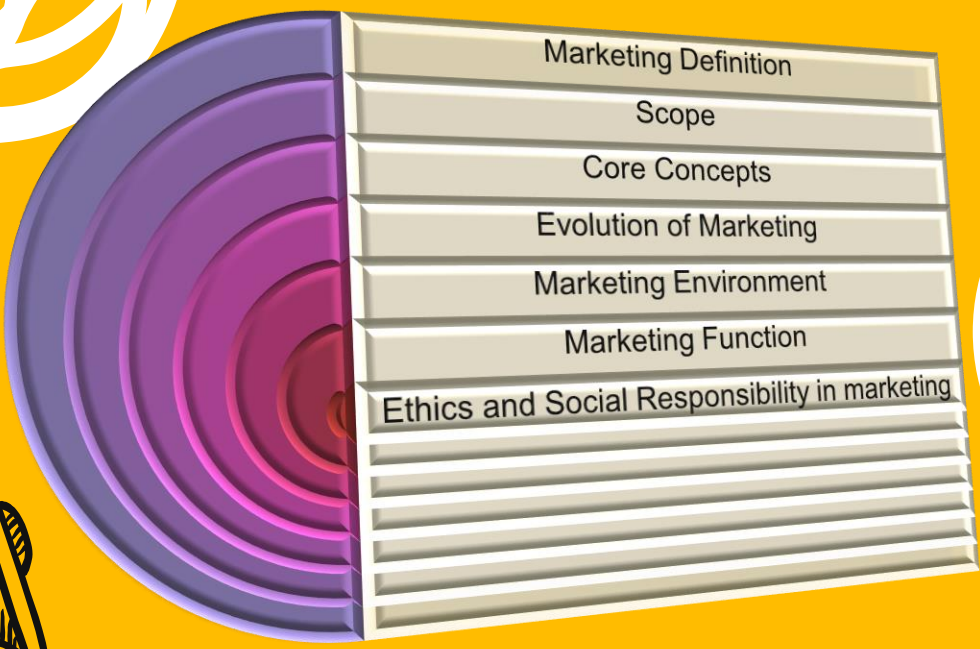 Marketing Definition
Scope
Core Concepts
Evolution of Marketing
Marketing Environment
Marketing Function
Ethics and Social Responsibility in marketing